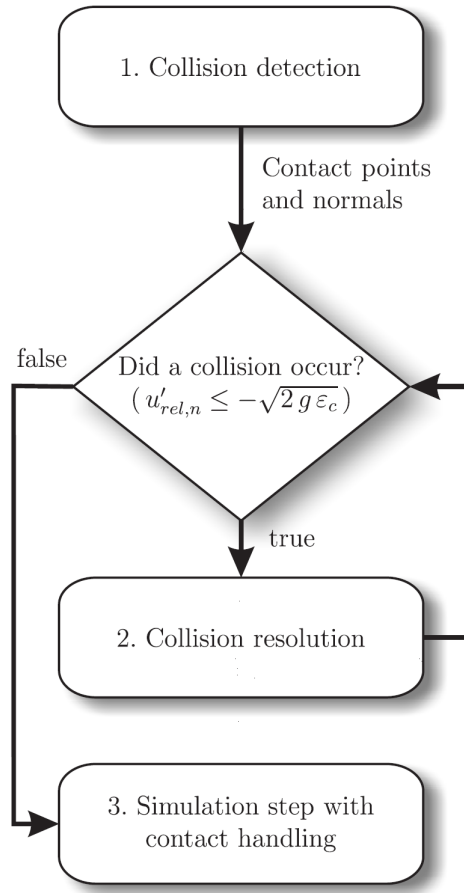 1. Collision detection
Contact points
and normals
false
Did a collision occur?
( u′rel,n ≤ −√2 g εc )
true
2. Collision resolution
3. Simulation step with
contact handling